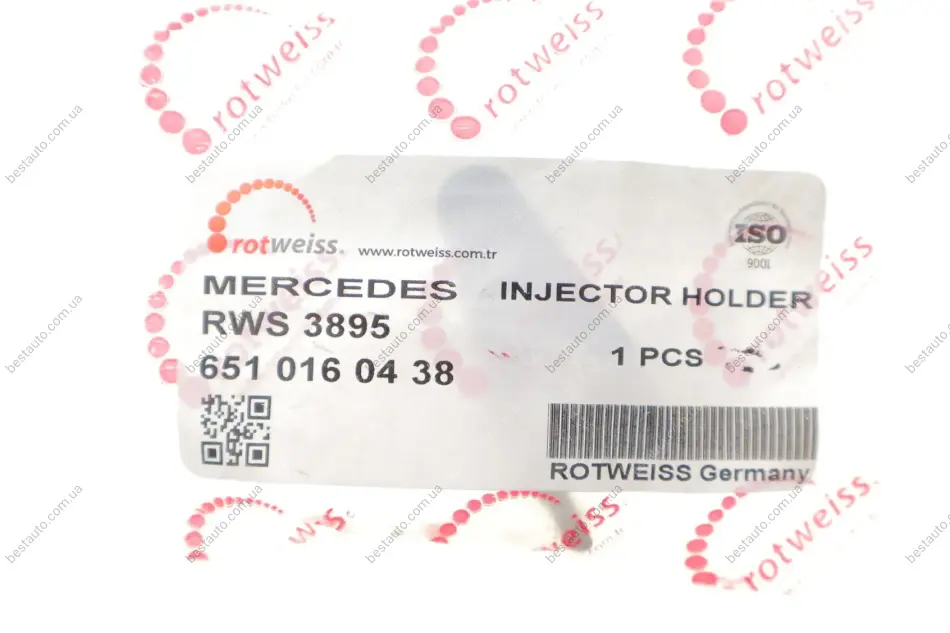 rotweiss
rotweiss
rotweiss
rotweiss. www.rotweiss.com.tr
ISO
9001
MERCEDES INJECTOR HOLDER
RWS 3895
1 PCS
651 016 04 38
ROTWEISS Germany
rotweiss
rotweiss.
bestauto.com.ua